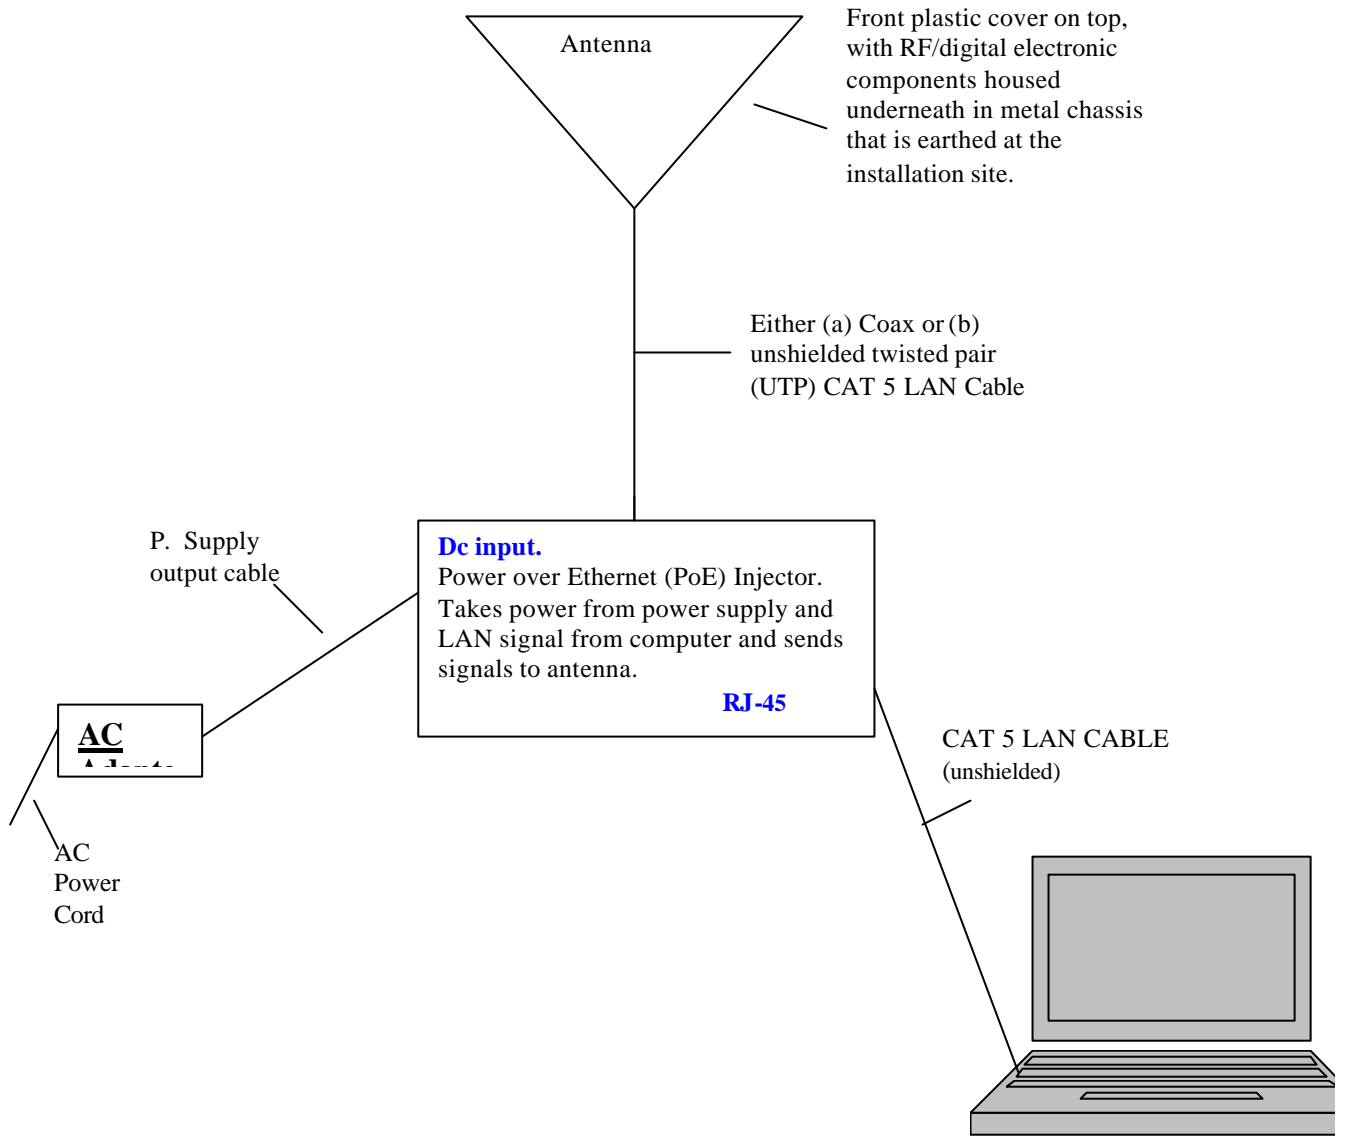 Antenna
Front plastic cover on top,
with RF/digital electronic
components housed
underneath in metal chassis
that is earthed at the
installation site.
Either (a) Coax or (b)
unshielded twisted pair
(UTP) CAT 5 LAN Cable
P. Supply
output cable
Dc input.
Power over Ethernet (PoE) Injector.
Takes power from power supply and
LAN signal from computer and sends
signals to antenna.
RJ-45
AC
AC
Power
Cord
CAT 5 LAN CABLE
(unshielded)